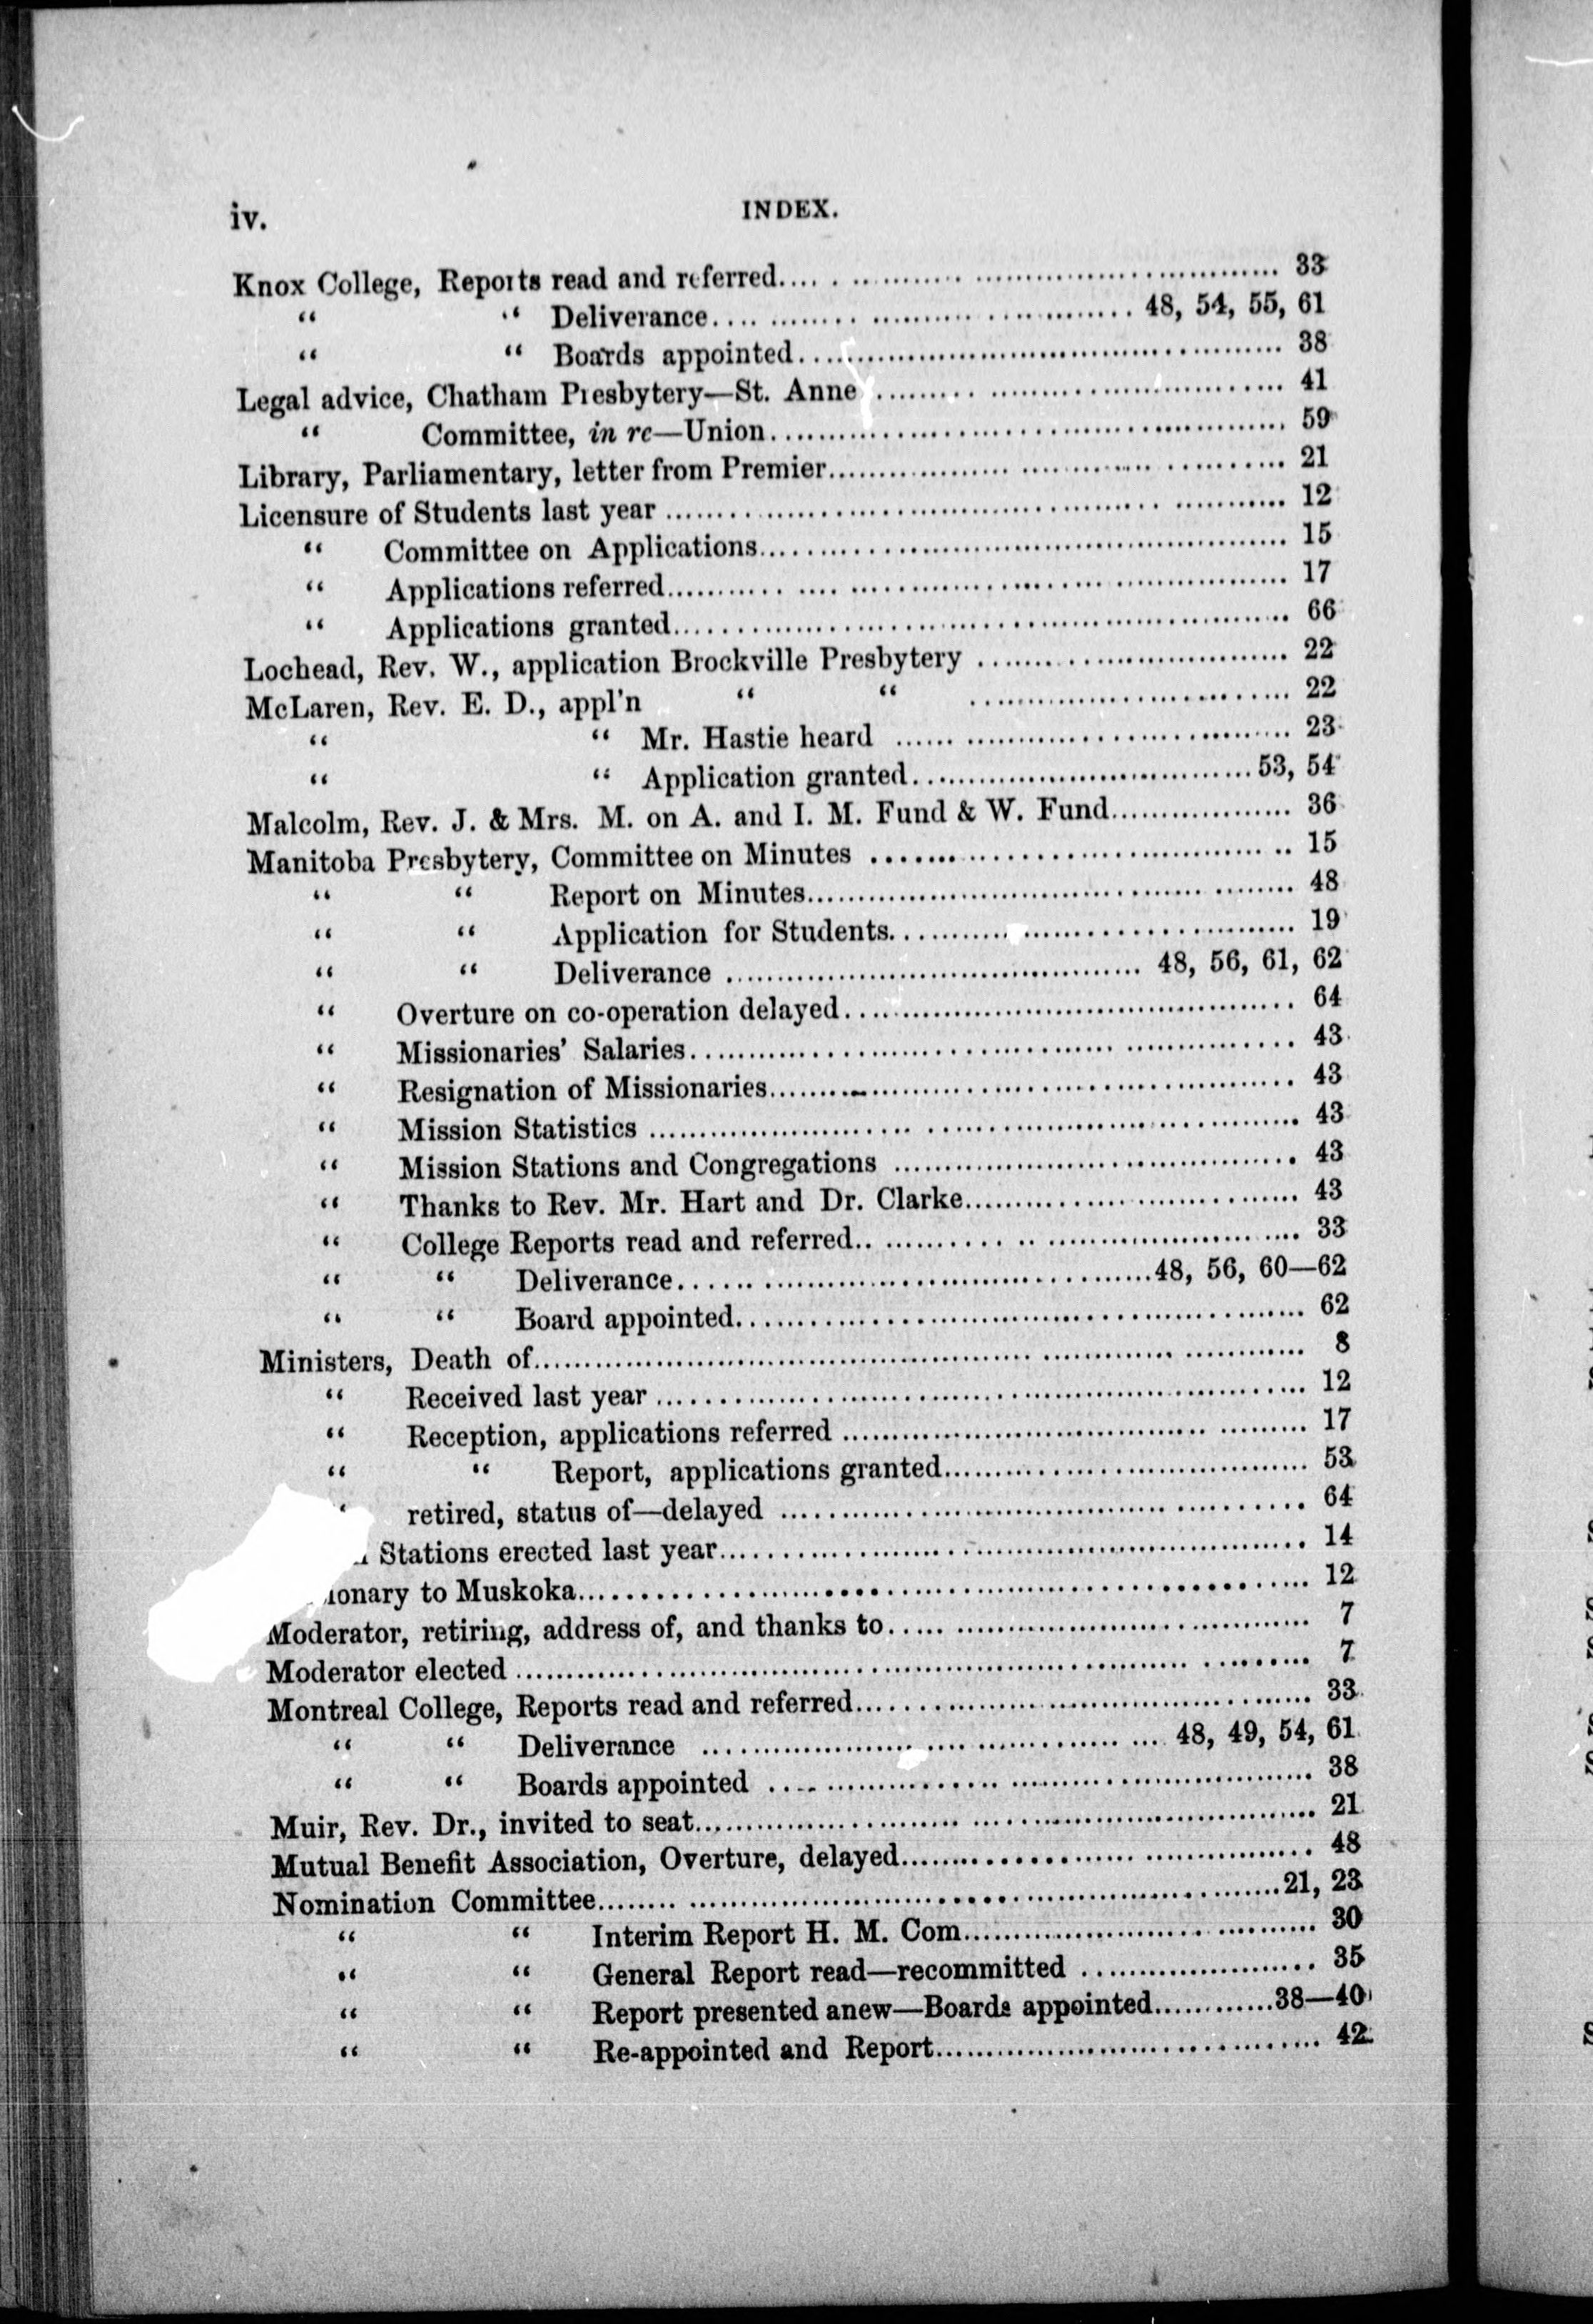 iv. INDEX.
Knox College, Reports read and referred.... 33
“ “ Deliverance.... 48, 54, 55, 61
“ “ Boards appointed.... 38
Legal advice, Chatham Presbytery—St. Anne .... 41
“ Committee, in re—Union.... 59
Library, Parliamentary, letter from Premier.... 21
Licensure of Students last year .... 12
“ Committee on Applications.... 15
“ Applications referred.... 17
“ Applications granted.... 66
Lochead, Rev. W., application Brockville Presbytery .... 22
McLaren, Rev. E. D., appl'n “ “ .... 22
“ “ Mr. Hastie heard .... 23
“ “ Application granted.... 53, 54
Malcolm, Rev. J. & Mrs. M. on A. and I. M. Fund & W. Fund.... 36
Manitoba Presbytery, Committee on Minutes .... 15
“ “ Report on Minutes.... 48
“ “ Application for Students.... 19
“ “ Deliverance .... 48, 56, 61, 62
“ Overture on co-operation delayed.... 64
“ Missionaries' Salaries.... 43
“ Resignation of Missionaries.... 43
“ Mission Statistics .... 43
“ Mission Stations and Congregations .... 43
“ Thanks to Rev. Mr. Hart and Dr. Clarke.... 43
“ College Reports read and referred.... 33
“ “ Deliverance.... 48, 56, 60—62
“ “ Board appointed.... 62
Ministers, Death of.... 8
“ Received last year .... 12
“ Reception, applications referred .... 17
“ “ Report, applications granted.... 53
“ retired, status of—delayed .... 64
Stations erected last year.... 14
ionary to Muskoka.... 12
Moderator, retiring, address of, and thanks to.... 7
Moderator elected .... 7
Montreal College, Reports read and referred.... 33
“ “ Deliverance .... 48, 49, 54, 61
“ “ Boards appointed .... 38
Muir, Rev. Dr., invited to seat.... 21
Mutual Benefit Association, Overture, delayed.... 48
Nomination Committee.... 21, 23
“ “ Interim Report H. M. Com.... 30
“ “ General Report read—recommitted .... 35
“ “ Report presented anew—Boards appointed.... 38—40
“ “ Re-appointed and Report.... 42